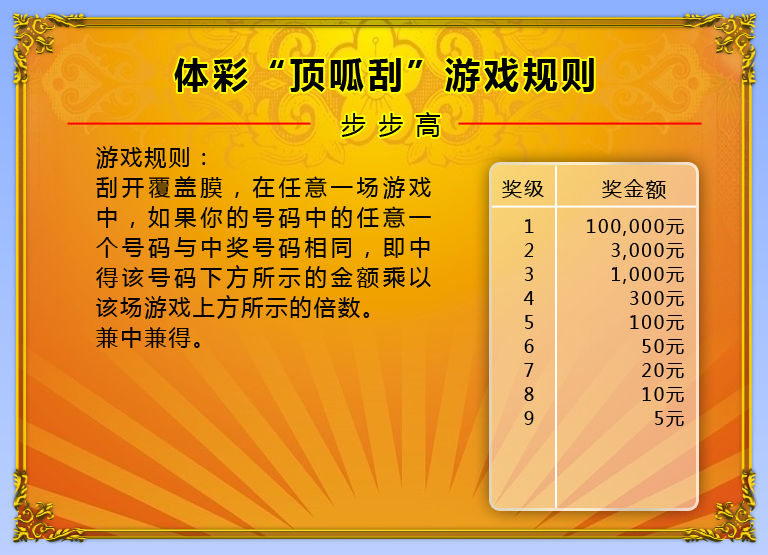 体彩“顶呱刮”游戏规则
步步高
游戏规则：
刮开覆盖膜，在任意一场游戏
中，如果你的号码中的任意一
个号码与中奖号码相同，即中
得该号码下方所示的金额乘以
该场游戏上方所示的倍数。
兼中兼得。
奖级 奖金额
1 100,000元
2 3,000元
3 1,000元
4 300元
5 100元
6 50元
7 20元
8 10元
9 5元